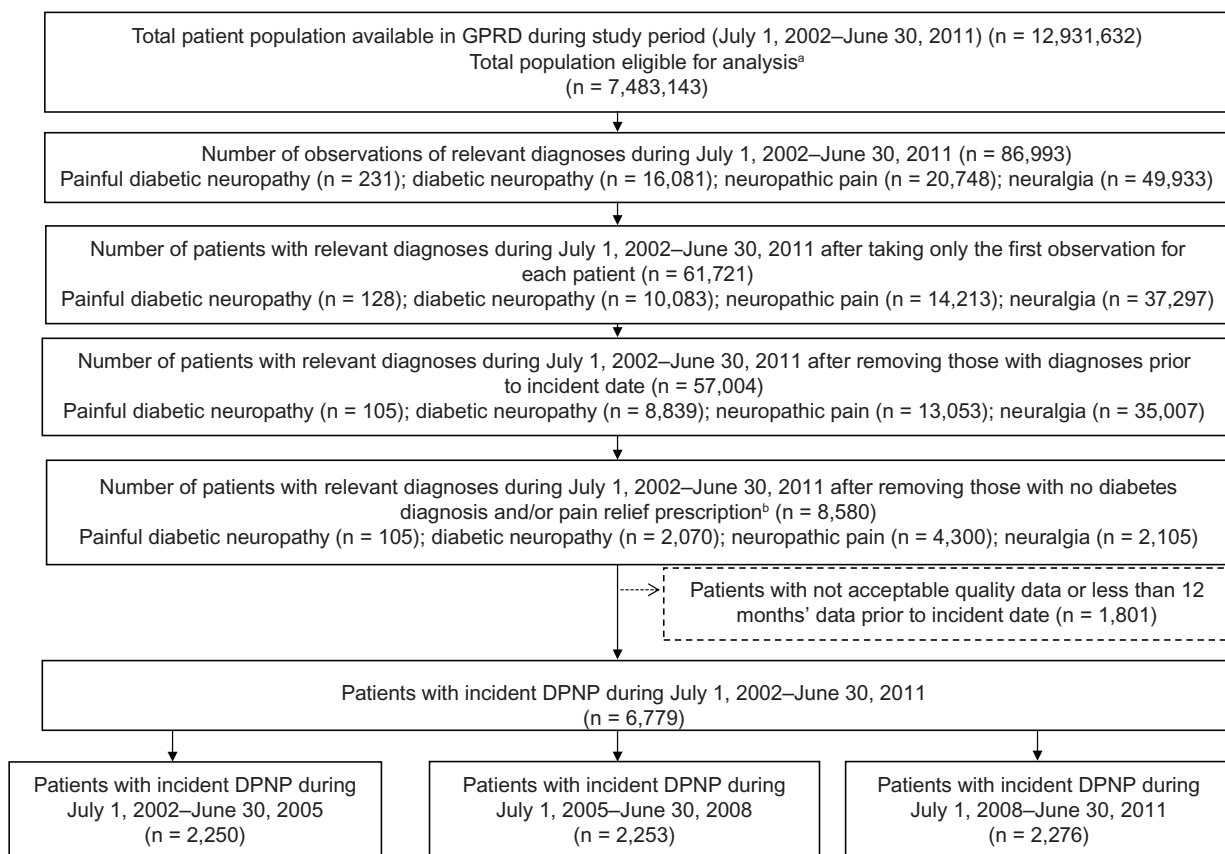 Total patient population available in GPRD during study period (July 1, 2002–June 30, 2011) (n = 12,931,632)
Total population eligible for analysisᵃ
(n = 7,483,143)
Number of observations of relevant diagnoses during July 1, 2002–June 30, 2011 (n = 86,993)
Painful diabetic neuropathy (n = 231); diabetic neuropathy (n = 16,081); neuropathic pain (n = 20,748); neuralgia (n = 49,933)
Number of patients with relevant diagnoses during July 1, 2002–June 30, 2011 after taking only the first observation for
each patient (n = 61,721)
Painful diabetic neuropathy (n = 128); diabetic neuropathy (n = 10,083); neuropathic pain (n = 14,213); neuralgia (n = 37,297)
Number of patients with relevant diagnoses during July 1, 2002–June 30, 2011 after removing those with diagnoses prior
to incident date (n = 57,004)
Painful diabetic neuropathy (n = 105); diabetic neuropathy (n = 8,839); neuropathic pain (n = 13,053); neuralgia (n = 35,007)
Number of patients with relevant diagnoses during July 1, 2002–June 30, 2011 after removing those with no diabetes
diagnosis and/or pain relief prescriptionᵇ (n = 8,580)
Painful diabetic neuropathy (n = 105); diabetic neuropathy (n = 2,070); neuropathic pain (n = 4,300); neuralgia (n = 2,105)
Patients with not acceptable quality data or less than 12
months’ data prior to incident date (n = 1,801)
Patients with incident DPNP during July 1, 2002–June 30, 2011
(n = 6,779)
Patients with incident DPNP during
July 1, 2002–June 30, 2005
(n = 2,250)
Patients with incident DPNP during
July 1, 2005–June 30, 2008
(n = 2,253)
Patients with incident DPNP during
July 1, 2008–June 30, 2011
(n = 2,276)